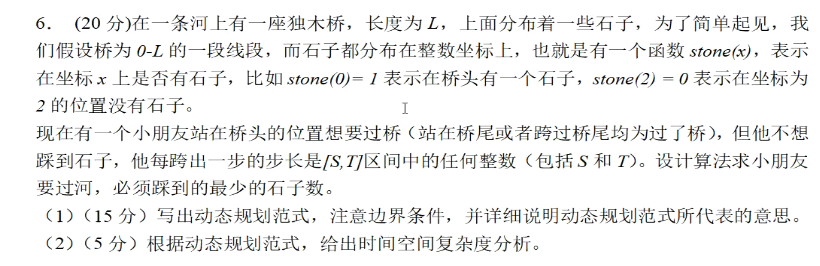 6. (20 分)在一条河上有一座独木桥，长度为 L，上面分布着一些石子，为了简单起见，我
们假设桥为 0-L 的一段线段，而石子都分布在整数坐标上，也就是有一个函数 stone(x)，表示
在坐标 x 上是否有石子，比如 stone(0)= 1 表示在桥头有一个石子，stone(2) = 0 表示在坐标为
2 的位置没有石子。
现在有一个小朋友站在桥头的位置想要过桥（站在桥尾或者跨过桥尾均为过了桥），但他不想
踩到石子，他每跨出一步的步长是[S,T]区间中的任何整数（包括 S 和 T）。设计算法求小朋友
要过河，必须踩到的最少的石子数。
（1）（15 分）写出动态规划范式，注意边界条件，并详细说明动态规划范式所代表的意思。
（2）（5 分）根据动态规划范式，给出时间空间复杂度分析。